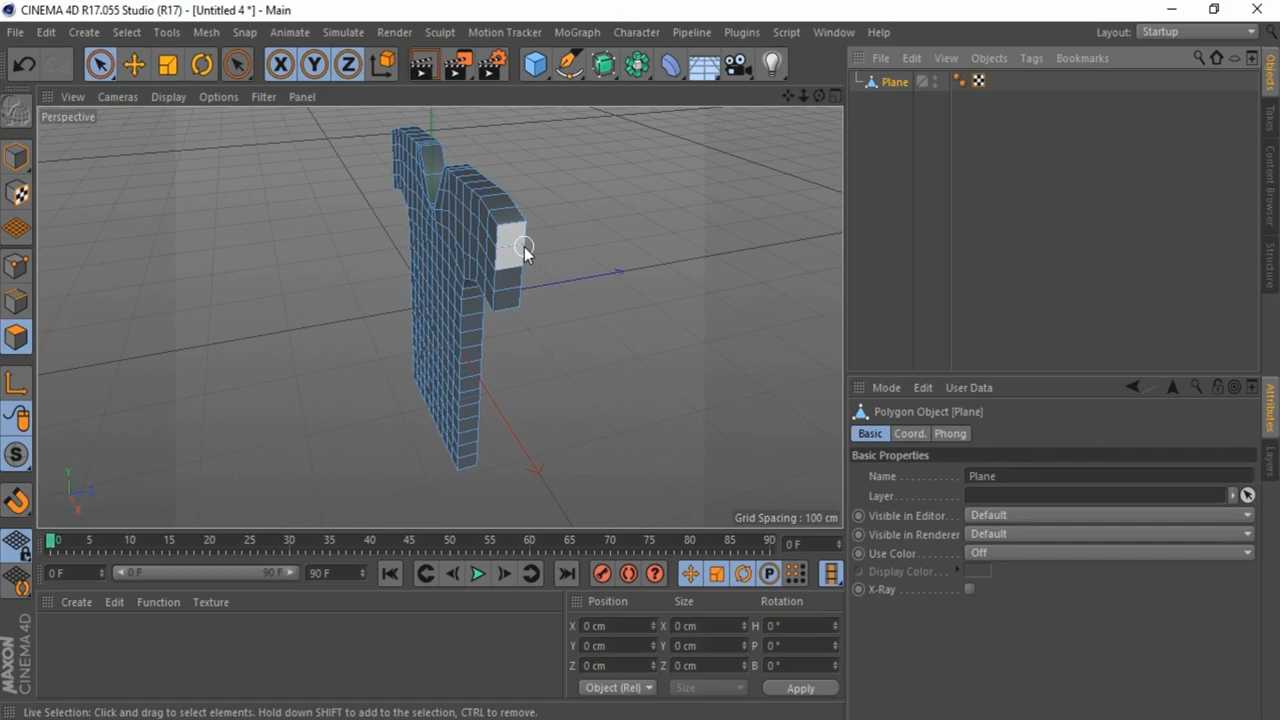 CINEMA 4D R17.055 Studio (R17) - [Untitled 4 *] - Main
File Edit Create Select Tools Mesh Snap Animate Simulate Render Sculpt Motion Tracker MoGraph Character Pipeline Plugins Script Window Help Layout: Startup
X Y Z
File Edit View Objects Tags Bookmarks
View Cameras Display Options Filter Panel
Plane
Perspective
Objects
Takes
Content Browser
Structure
Mode Edit User Data
Polygon Object [Plane]
Basic Coord. Phong
Basic Properties
Name Plane
Layer
Visible in Editor Default
Visible in Renderer Default
Use Color Off
Display Color
X-Ray
Attributes
Layers
Y
Z
X
Grid Spacing : 100 cm
S
0 5 10 15 20 25 30 35 40 45 50 55 60 65 70 75 80 85 90 0 F
0 F 0 F 90 F 90 F
P
Create Edit Function Texture
Position Size Rotation
X 0 cm X 0 cm H 0 °
Y 0 cm Y 0 cm P 0 °
Z 0 cm Z 0 cm B 0 °
Object (Rel) Size Apply
MAXON CINEMA 4D
Live Selection: Click and drag to select elements. Hold down SHIFT to add to the selection, CTRL to remove.